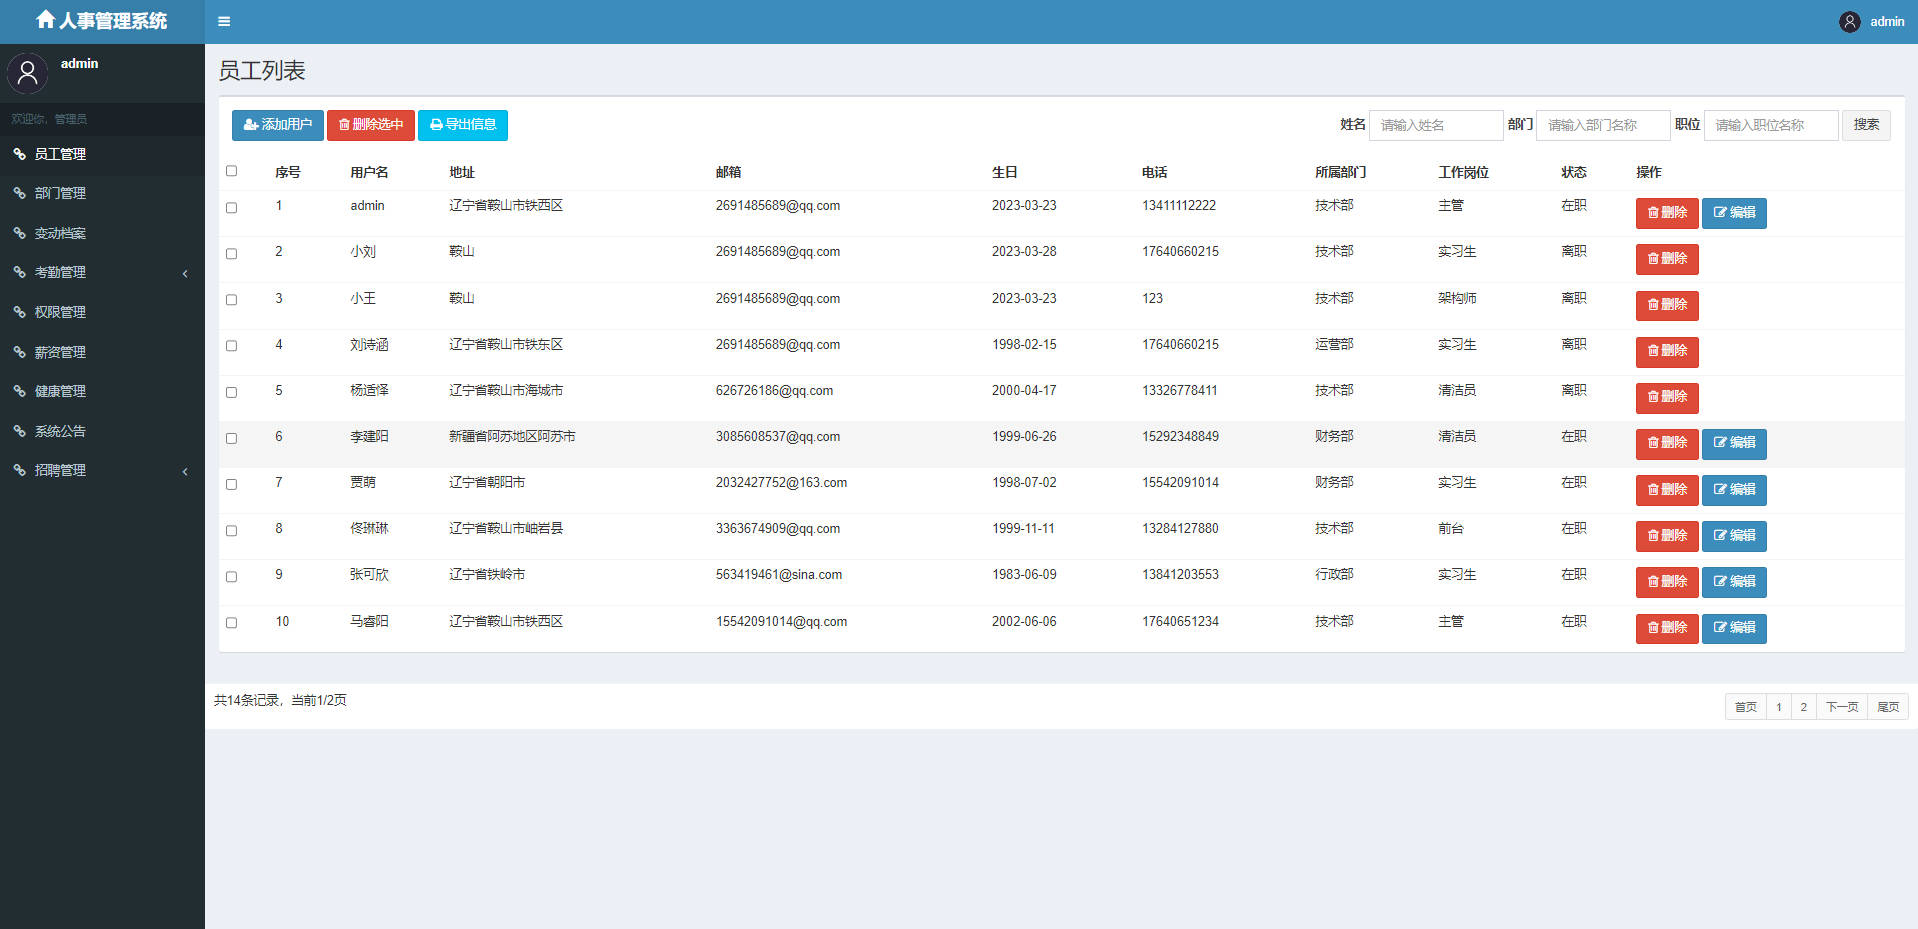 人事管理系统
admin
admin
欢迎你，管理员
员工管理
部门管理
变动档案
考勤管理
权限管理
薪资管理
健康管理
系统公告
招聘管理
员工列表
添加用户 删除选中 导出信息 姓名 请输入姓名 部门 请输入部门名称 职位 请输入职位名称 搜索
序号 用户名 地址 邮箱 生日 电话 所属部门 工作岗位 状态 操作
1 admin 辽宁省鞍山市铁西区 2691485689@qq.com 2023-03-23 13411112222 技术部 主管 在职 删除 编辑
2 小刘 鞍山 2691485689@qq.com 2023-03-28 17640660215 技术部 实习生 离职 删除
3 小王 鞍山 2691485689@qq.com 2023-03-23 123 技术部 架构师 离职 删除
4 刘诗涵 辽宁省鞍山市铁东区 2691485689@qq.com 1998-02-15 17640660215 运营部 实习生 离职 删除
5 杨适怿 辽宁省鞍山市海城市 626726186@qq.com 2000-04-17 13326778411 技术部 清洁员 离职 删除
6 李建阳 新疆省阿苏地区阿苏市 3085608537@qq.com 1999-06-26 15292348849 财务部 清洁员 在职 删除 编辑
7 贾萌 辽宁省朝阳市 2032427752@163.com 1998-07-02 15542091014 财务部 实习生 在职 删除 编辑
8 佟琳琳 辽宁省鞍山市岫岩县 3363674909@qq.com 1999-11-11 13284127880 技术部 前台 在职 删除 编辑
9 张可欣 辽宁省铁岭市 563419461@sina.com 1983-06-09 13841203553 行政部 实习生 在职 删除 编辑
10 马睿阳 辽宁省鞍山市铁西区 15542091014@qq.com 2002-06-06 17640651234 技术部 主管 在职 删除 编辑
共14条记录，当前1/2页
首页 1 2 下一页 尾页